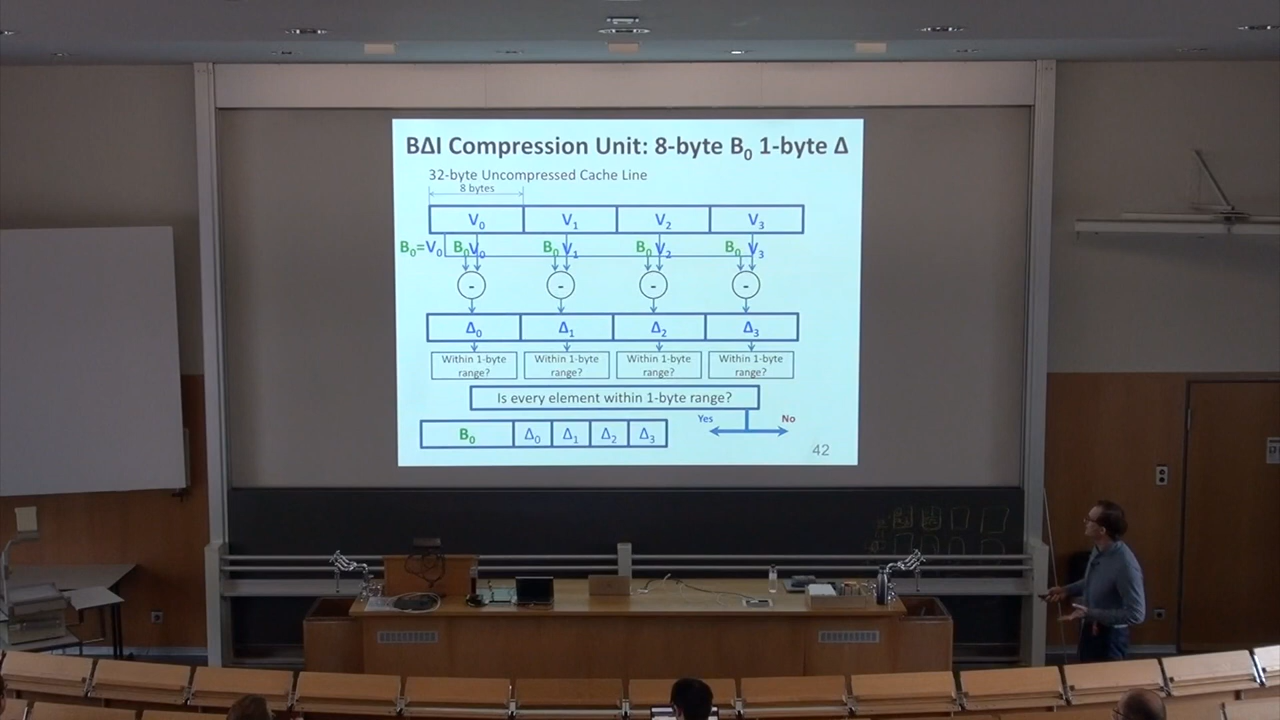 BΔI Compression Unit: 8-byte B₀ 1-byte Δ
32-byte Uncompressed Cache Line
8 bytes
V₀ V₁ V₂ V₃
B₀=V₀ B₀ V₀ B₀ V₁ B₀ V₂ B₀ V₃
- - - -
Δ₀ Δ₁ Δ₂ Δ₃
Within 1-byte range? Within 1-byte range? Within 1-byte range? Within 1-byte range?
Is every element within 1-byte range?
Yes No
B₀ Δ₀ Δ₁ Δ₂ Δ₃
42